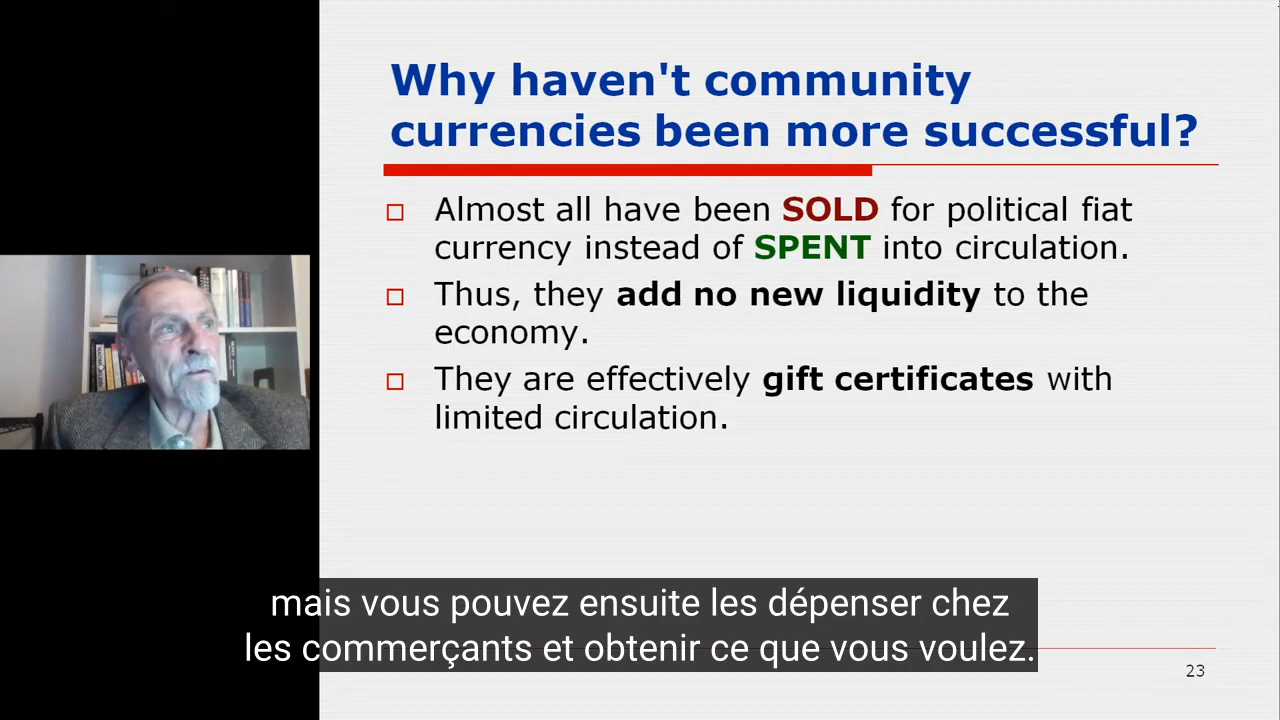 Why haven't community
currencies been more successful?
Almost all have been SOLD for political fiat
currency instead of SPENT into circulation.
Thus, they add no new liquidity to the
economy.
They are effectively gift certificates with
limited circulation.
mais vous pouvez ensuite les dépenser chez
les commerçants et obtenir ce que vous voulez.
23